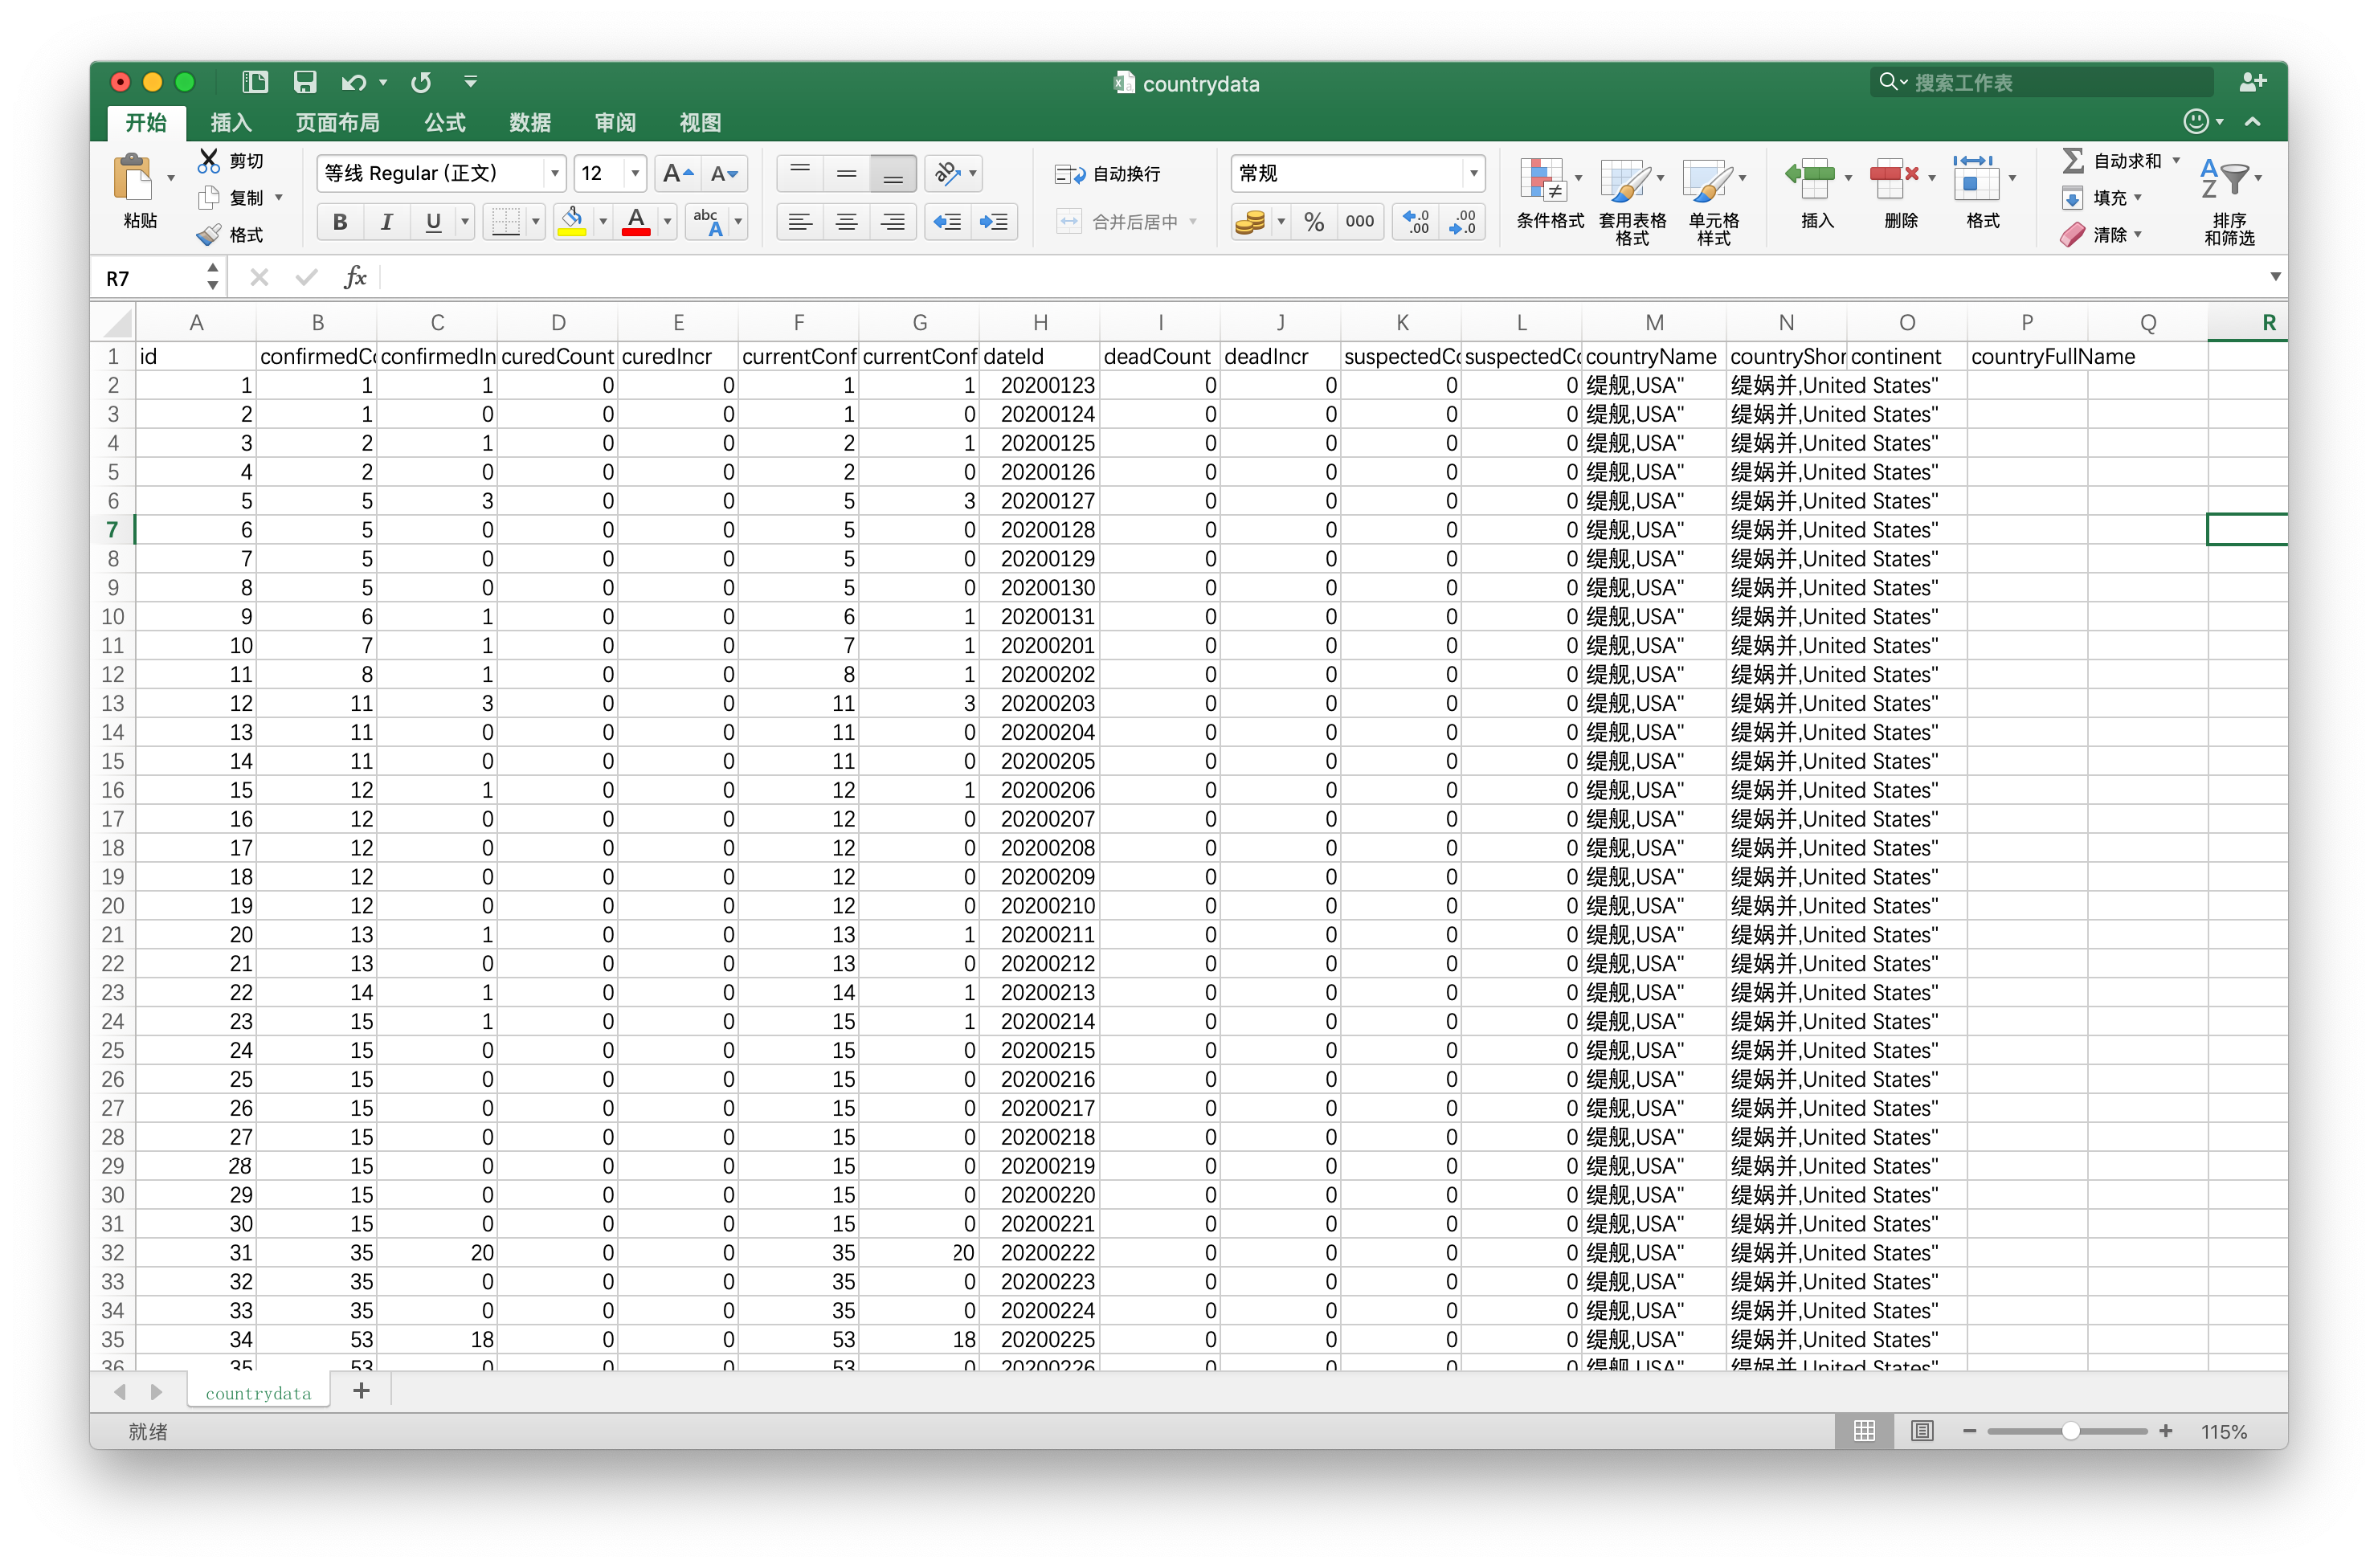 countrydata
搜索工作表
开始 插入 页面布局 公式 数据 审阅 视图
粘贴 剪切 复制 格式
等线 Regular (正文) 12 A A
B I U A abc A
ab 自动换行
合并后居中
常规
% 000 .0 .00 .00 .0
条件格式 套用表格格式 单元格样式 插入 删除 格式
自动求和 填充 清除 排序和筛选
R7 fx
A B C D E F G H I J K L M N O P Q R
1 id confirmedCo confirmedIn curedCount curedIncr currentConf currentConf dateId deadCount deadIncr suspectedCo suspectedCo countryName countryShor continent countryFullName
2 1 1 1 0 0 1 1 20200123 0 0 0 0 缇舰,USA" 缇娲并,United States"
3 2 1 0 0 0 1 0 20200124 0 0 0 0 缇舰,USA" 缇娲并,United States"
4 3 2 1 0 0 2 1 20200125 0 0 0 0 缇舰,USA" 缇娲并,United States"
5 4 2 0 0 0 2 0 20200126 0 0 0 0 缇舰,USA" 缇娲并,United States"
6 5 5 3 0 0 5 3 20200127 0 0 0 0 缇舰,USA" 缇娲并,United States"
7 6 5 0 0 0 5 0 20200128 0 0 0 0 缇舰,USA" 缇娲并,United States"
8 7 5 0 0 0 5 0 20200129 0 0 0 0 缇舰,USA" 缇娲并,United States"
9 8 5 0 0 0 5 0 20200130 0 0 0 0 缇舰,USA" 缇娲并,United States"
10 9 6 1 0 0 6 1 20200131 0 0 0 0 缇舰,USA" 缇娲并,United States"
11 10 7 1 0 0 7 1 20200201 0 0 0 0 缇舰,USA" 缇娲并,United States"
12 11 8 1 0 0 8 1 20200202 0 0 0 0 缇舰,USA" 缇娲并,United States"
13 12 11 3 0 0 11 3 20200203 0 0 0 0 缇舰,USA" 缇娲并,United States"
14 13 11 0 0 0 11 0 20200204 0 0 0 0 缇舰,USA" 缇娲并,United States"
15 14 11 0 0 0 11 0 20200205 0 0 0 0 缇舰,USA" 缇娲并,United States"
16 15 12 1 0 0 12 1 20200206 0 0 0 0 缇舰,USA" 缇娲并,United States"
17 16 12 0 0 0 12 0 20200207 0 0 0 0 缇舰,USA" 缇娲并,United States"
18 17 12 0 0 0 12 0 20200208 0 0 0 0 缇舰,USA" 缇娲并,United States"
19 18 12 0 0 0 12 0 20200209 0 0 0 0 缇舰,USA" 缇娲并,United States"
20 19 12 0 0 0 12 0 20200210 0 0 0 0 缇舰,USA" 缇娲并,United States"
21 20 13 1 0 0 13 1 20200211 0 0 0 0 缇舰,USA" 缇娲并,United States"
22 21 13 0 0 0 13 0 20200212 0 0 0 0 缇舰,USA" 缇娲并,United States"
23 22 14 1 0 0 14 1 20200213 0 0 0 0 缇舰,USA" 缇娲并,United States"
24 23 15 1 0 0 15 1 20200214 0 0 0 0 缇舰,USA" 缇娲并,United States"
25 24 15 0 0 0 15 0 20200215 0 0 0 0 缇舰,USA" 缇娲并,United States"
26 25 15 0 0 0 15 0 20200216 0 0 0 0 缇舰,USA" 缇娲并,United States"
27 26 15 0 0 0 15 0 20200217 0 0 0 0 缇舰,USA" 缇娲并,United States"
28 27 15 0 0 0 15 0 20200218 0 0 0 0 缇舰,USA" 缇娲并,United States"
29 28 15 0 0 0 15 0 20200219 0 0 0 0 缇舰,USA" 缇娲并,United States"
30 29 15 0 0 0 15 0 20200220 0 0 0 0 缇舰,USA" 缇娲并,United States"
31 30 15 0 0 0 15 0 20200221 0 0 0 0 缇舰,USA" 缇娲并,United States"
32 31 35 20 0 0 35 20 20200222 0 0 0 0 缇舰,USA" 缇娲并,United States"
33 32 35 0 0 0 35 0 20200223 0 0 0 0 缇舰,USA" 缇娲并,United States"
34 33 35 0 0 0 35 0 20200224 0 0 0 0 缇舰,USA" 缇娲并,United States"
35 34 53 18 0 0 53 18 20200225 0 0 0 0 缇舰,USA" 缇娲并,United States"
36 35 53 0 0 0 53 0 20200226 0 0 0 0 缇舰,USA" 缇娲并,United States"
countrydata
就绪 115%